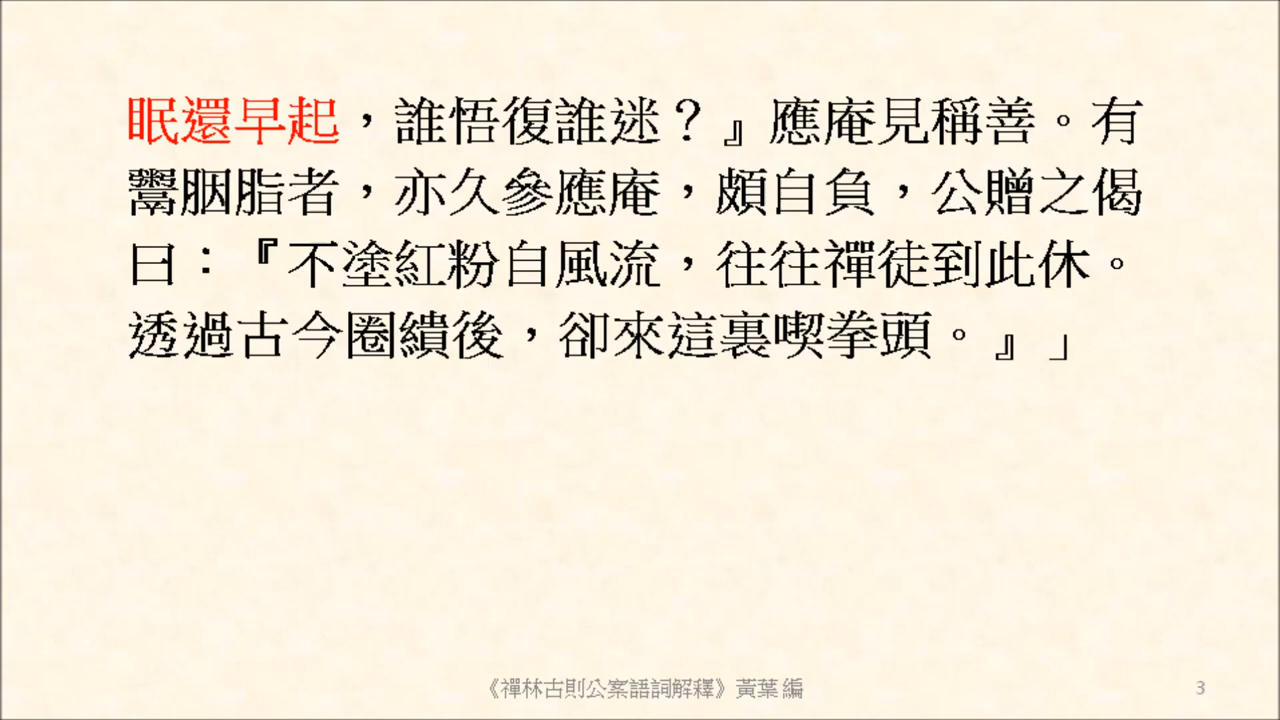 眠還早起，誰悟復誰迷？』應庵見稱善。有
鬻胭脂者，亦久參應庵，頗自負，公贈之偈
曰：『不塗紅粉自風流，往往禪徒到此休。
透過古今圈繢後，卻來這裏喫拳頭。』」
《禪林古則公案語詞解釋》黃葉 編
3